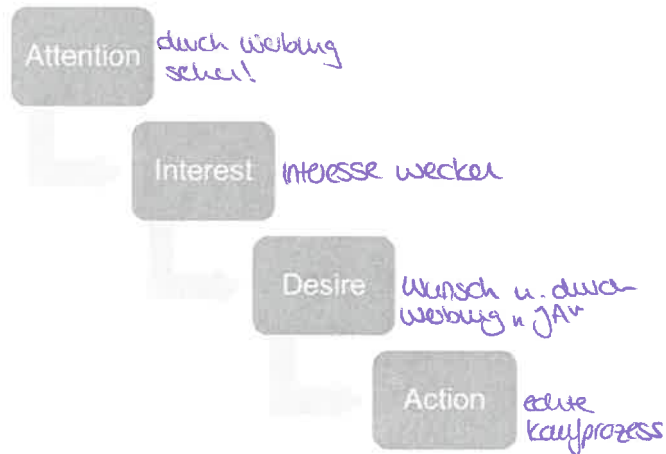 Attention
durch Werbung
sehen!
Interest
Interesse wecken
Desire
Wunsch u. durch
Werbung "JA"
Action
echte
Kaufprozess